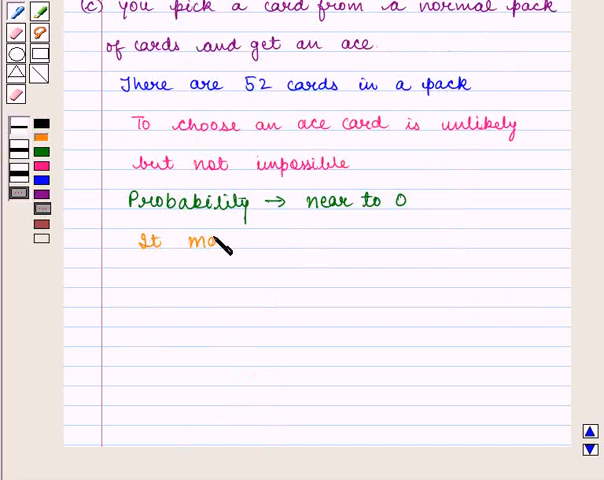 (c) you pick a card from a normal pack
of cards and get an ace.
There are 52 cards in a pack
To choose an ace card is unlikely
but not impossible
Probability → near to 0
It ma